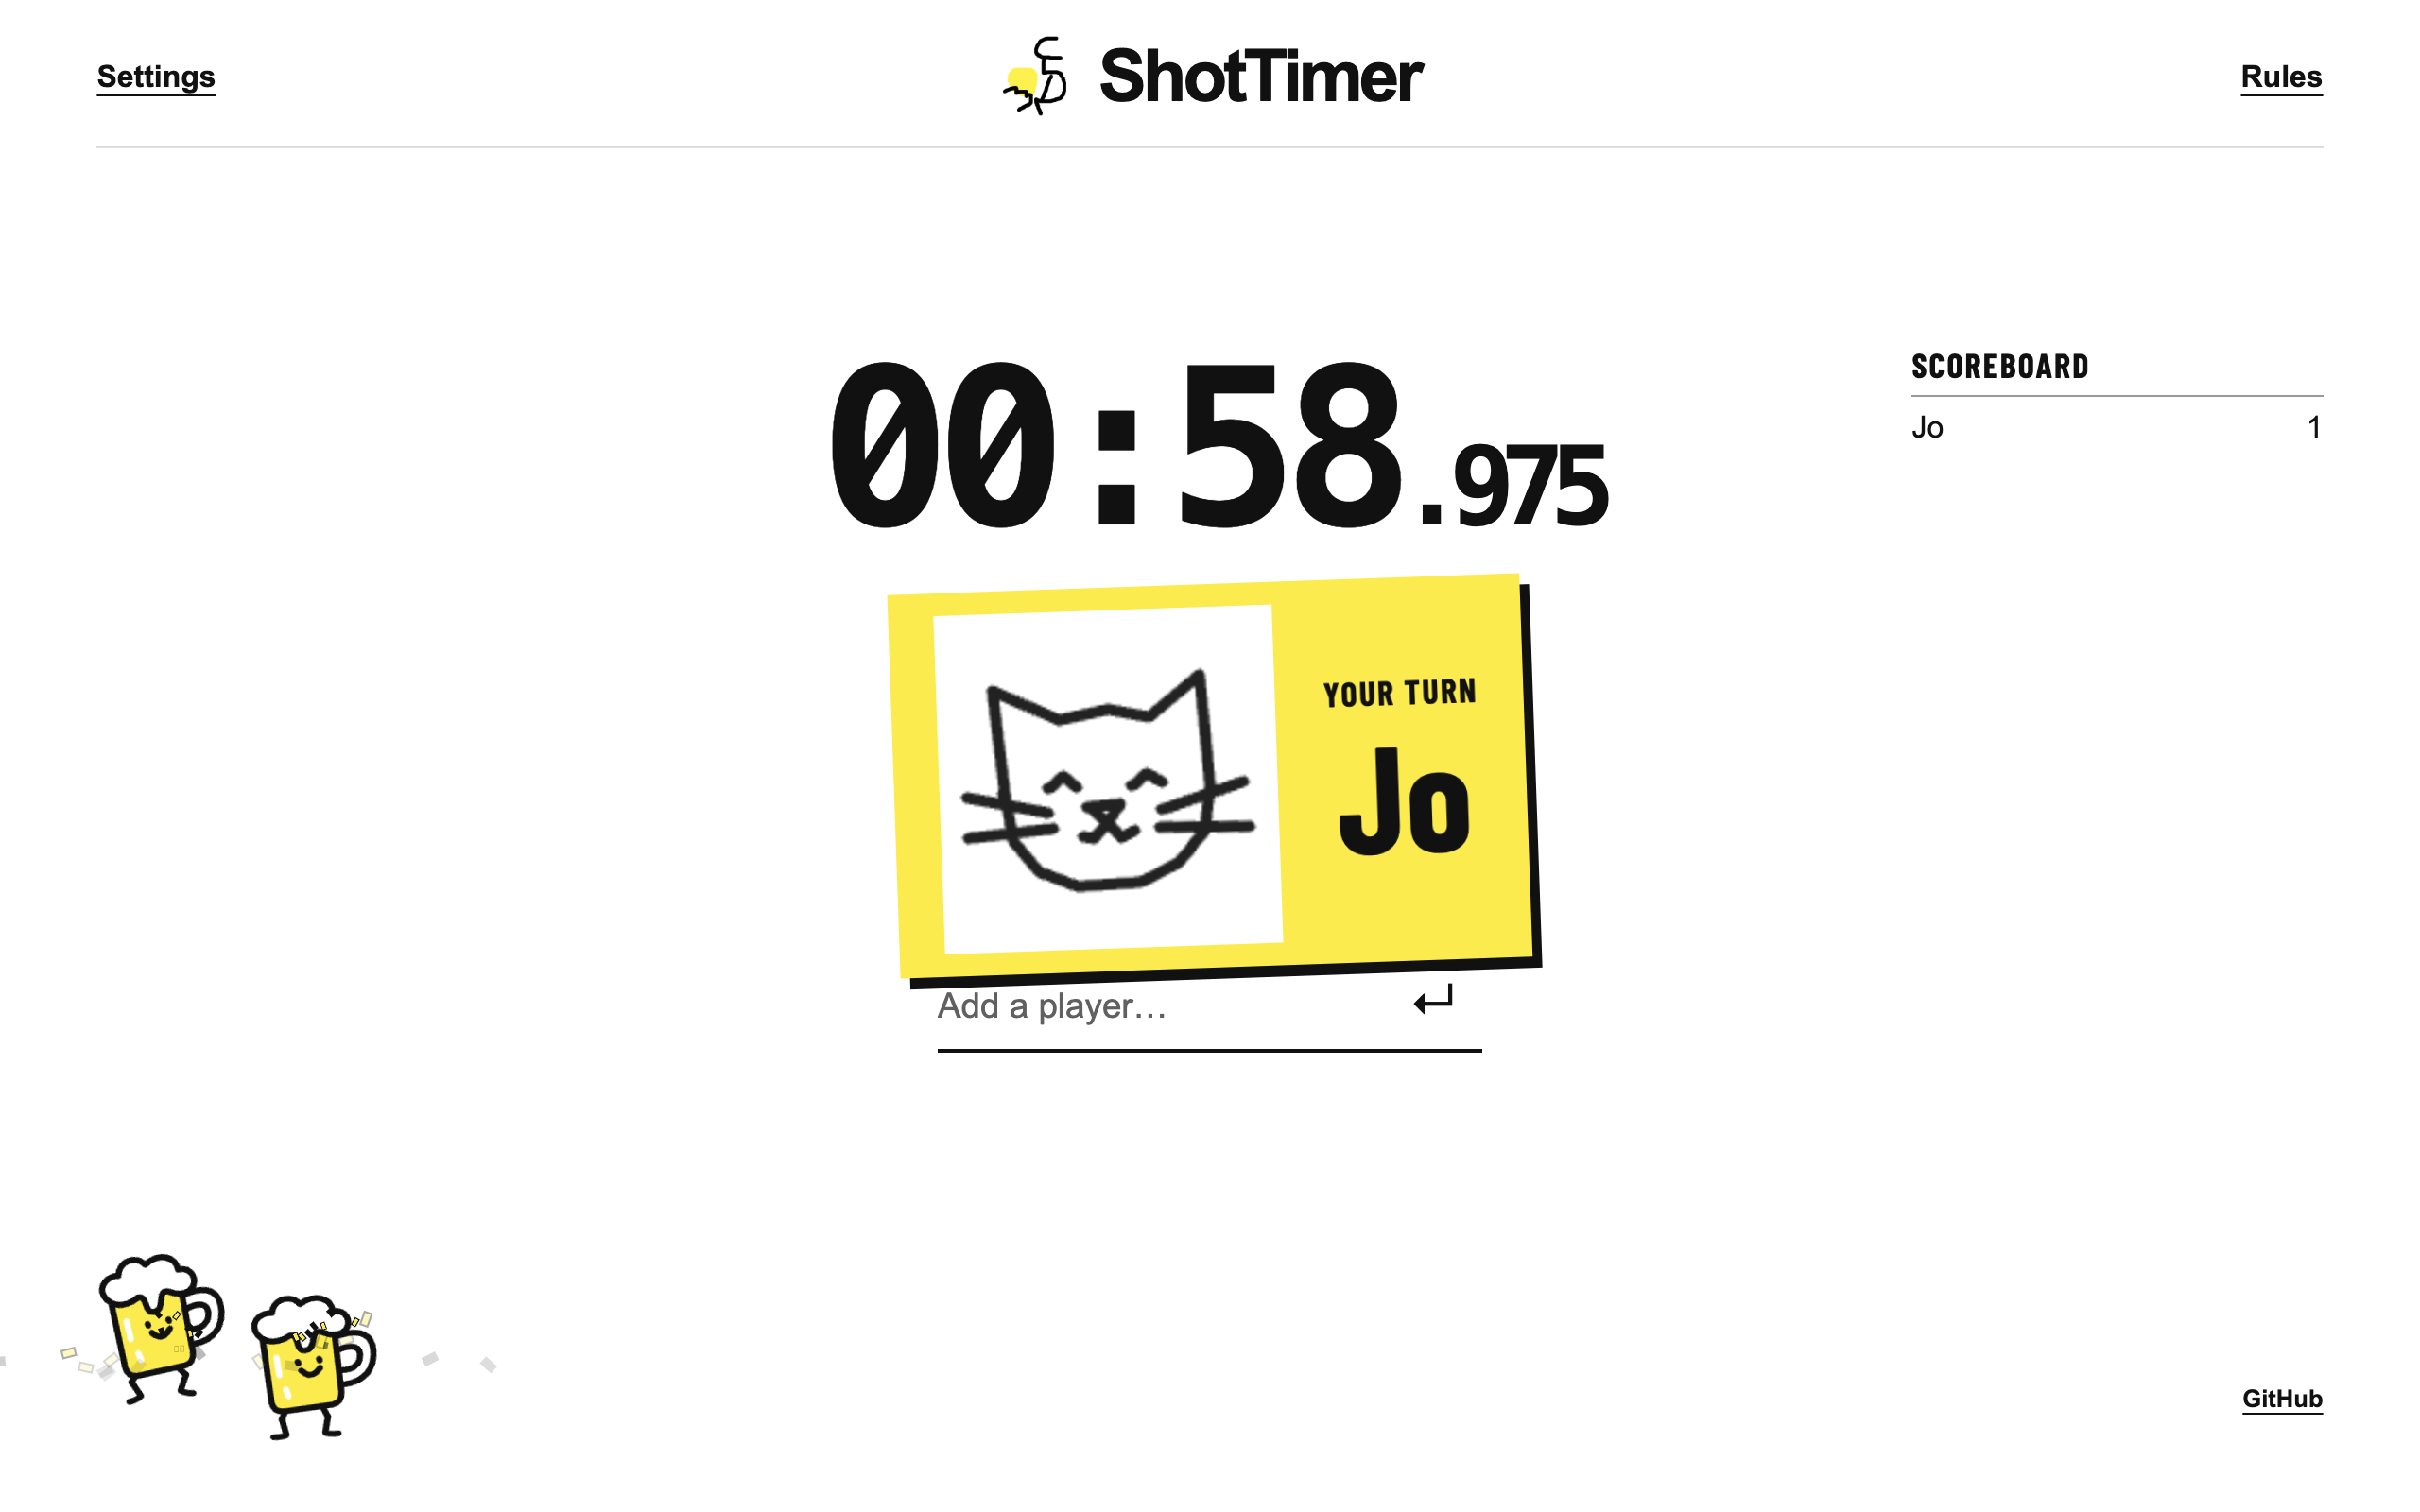 Settings
ShotTimer
Rules
00:58.975
SCOREBOARD
Jo 1
YOUR TURN
Jo
Add a player…
GitHub